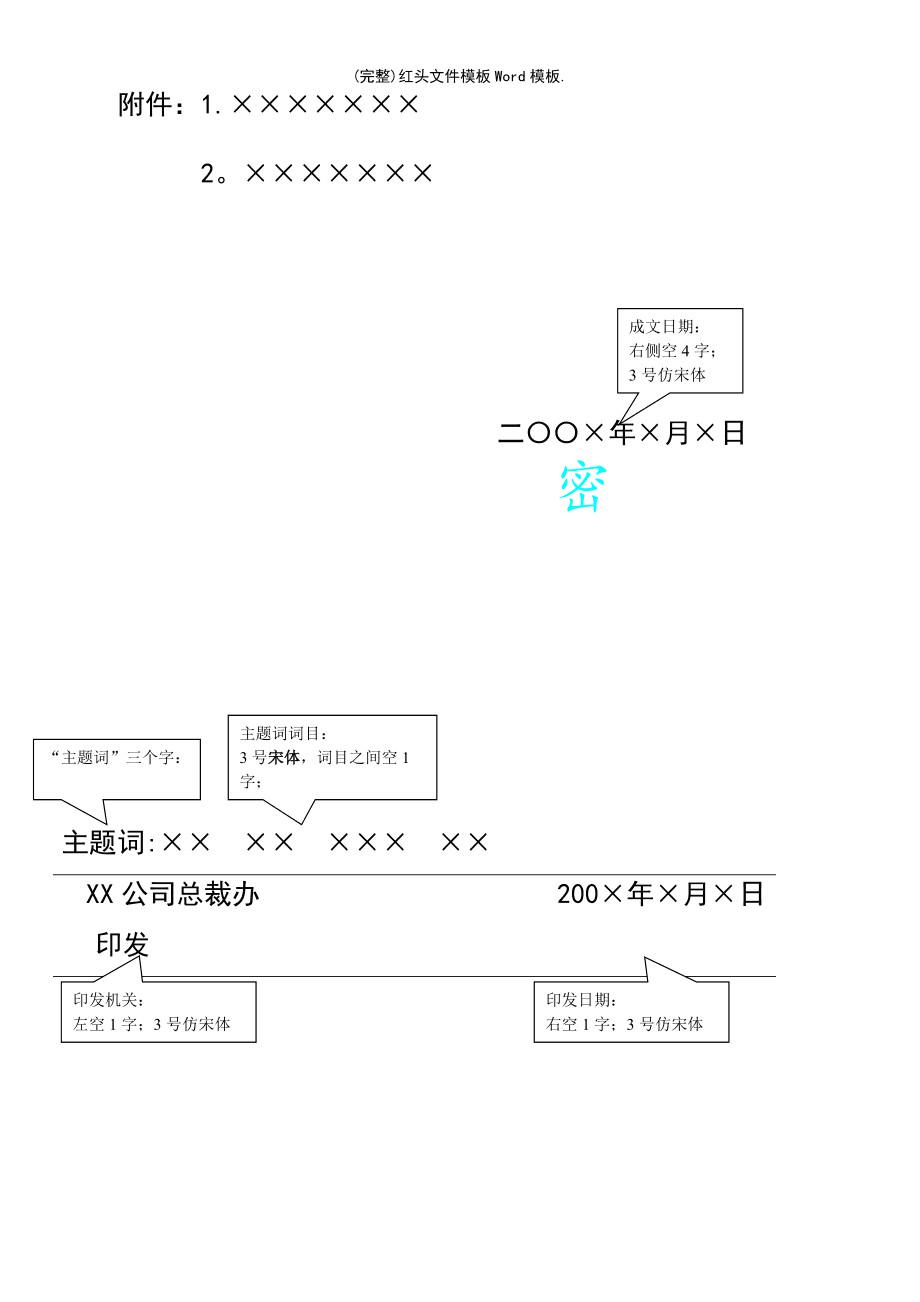 (完整)红头文件模板Word模板.
附件：1.×××××××
2。×××××××
成文日期：
右侧空4字；
3号仿宋体
二〇〇×年×月×日
密
主题词词目：
3号宋体，词目之间空1
字；
“主题词”三个字：
主题词:××　××　×××　××
XX公司总裁办　200×年×月×日
印发
印发机关：
左空1字；3号仿宋体
印发日期：
右空1字；3号仿宋体